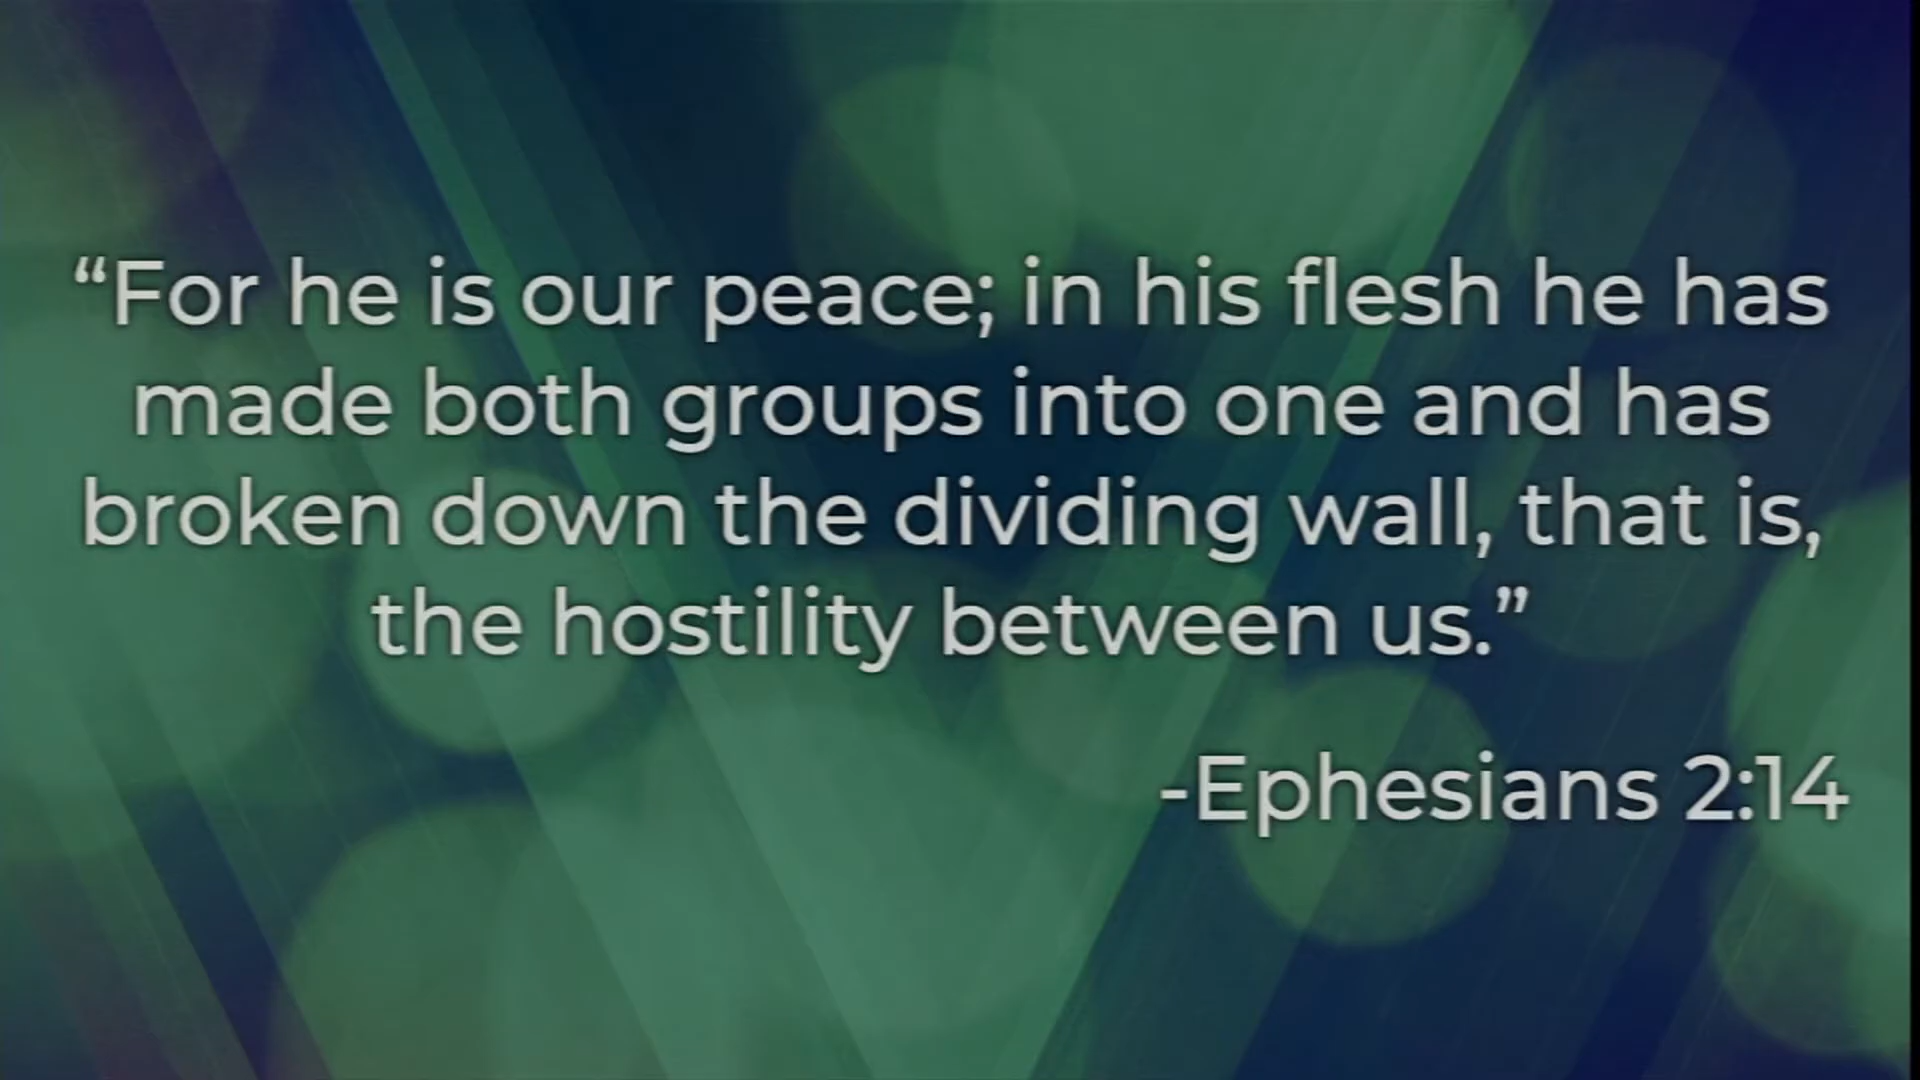 “For he is our peace; in his flesh he has
made both groups into one and has
broken down the dividing wall, that is,
the hostility between us.”
-Ephesians 2:14